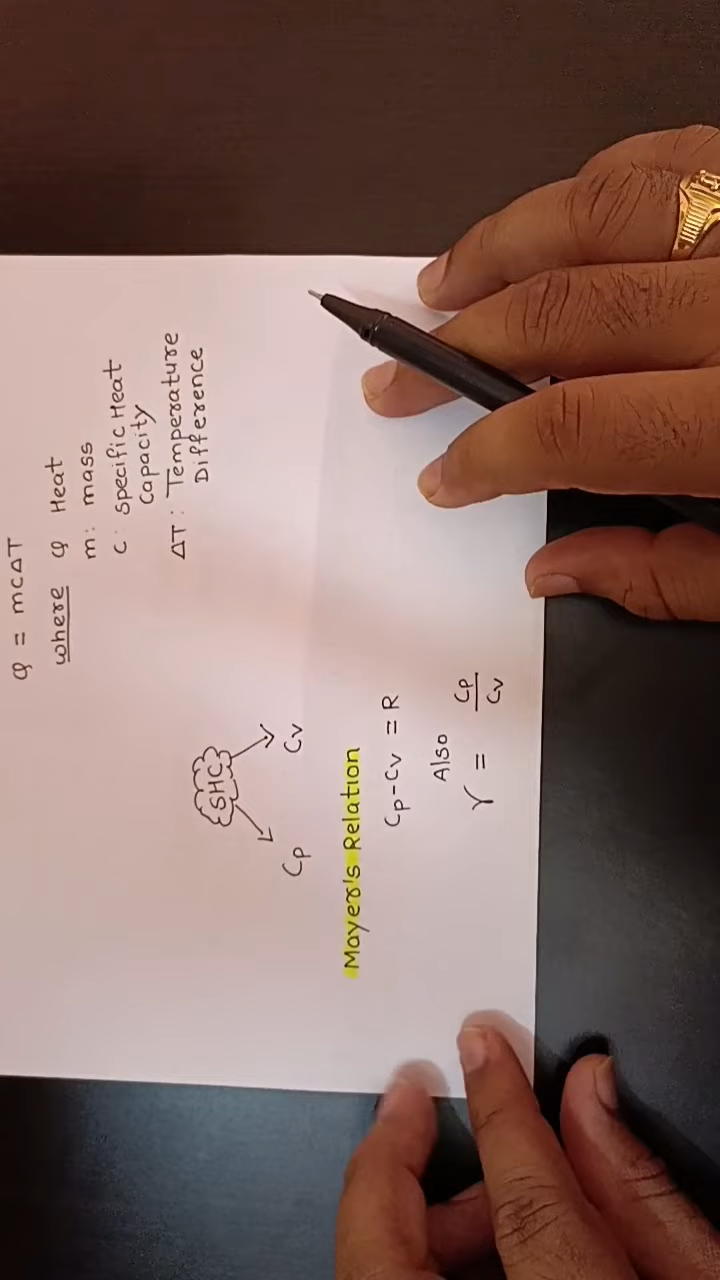 Q = mCΔT
where Q Heat
m: mass
C: Specific Heat
Capacity
ΔT: Temperature
Difference
SHC
Cp Cv
Mayer's Relation
Cp - Cv = R
Also
γ = Cp/Cv